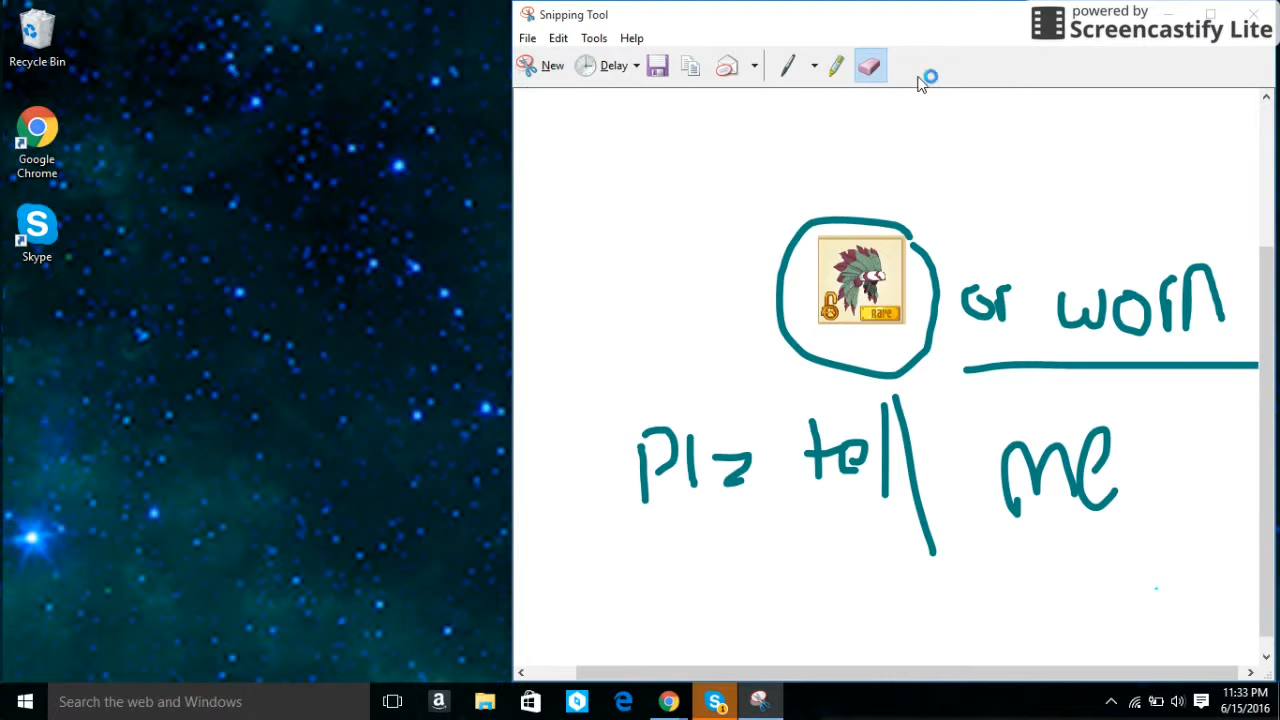 Recycle Bin
Google
Chrome
Skype
Snipping Tool
powered by
Screencastify Lite
File Edit Tools Help
New Delay
Rare
or worn
plz tell me
Search the web and Windows
11:33 PM
6/15/2016